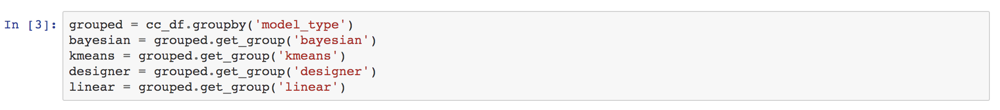 In [3]: grouped = cc_df.groupby('model_type')
bayesian = grouped.get_group('bayesian')
kmeans = grouped.get_group('kmeans')
designer = grouped.get_group('designer')
linear = grouped.get_group('linear')